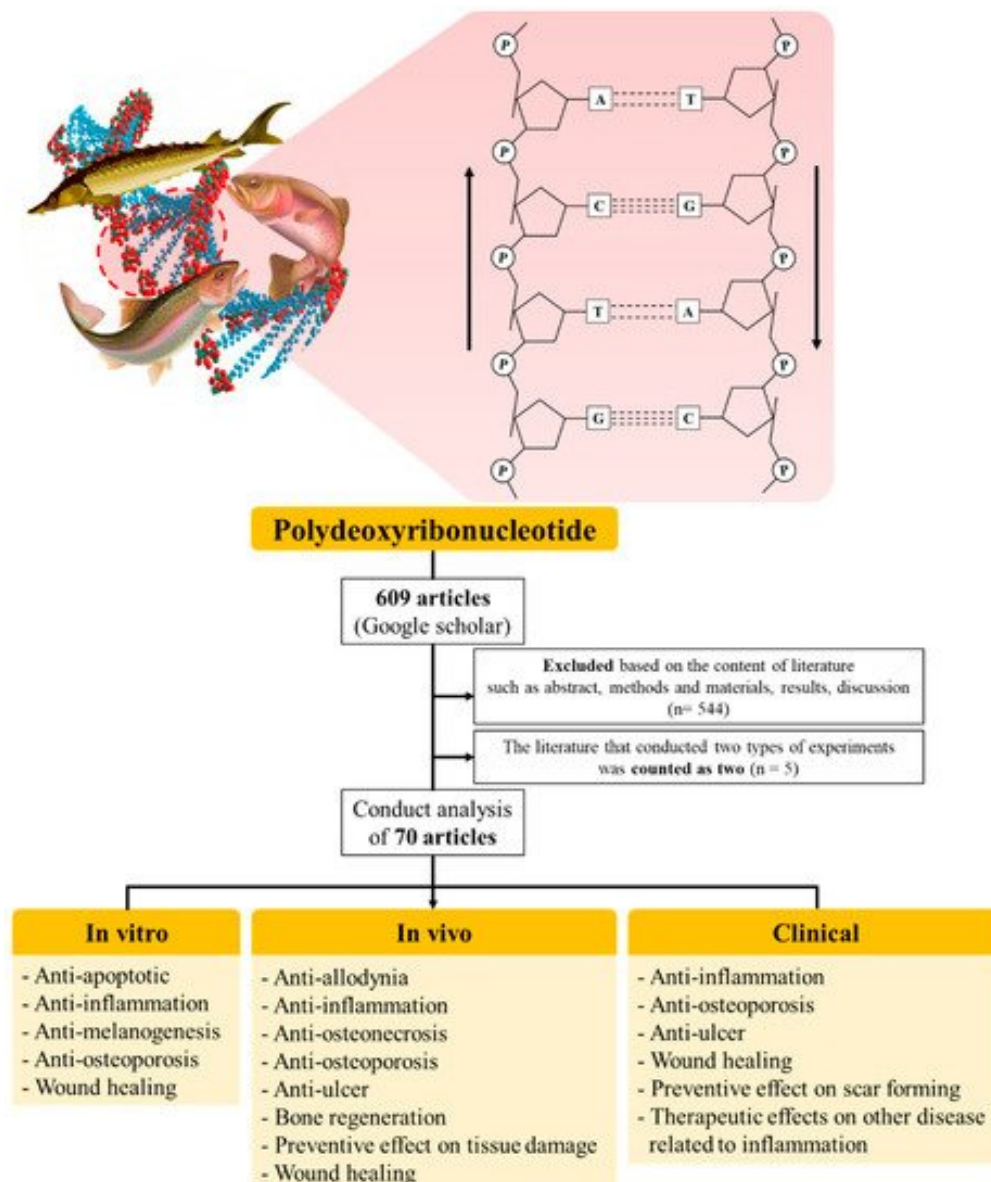 P P
A T
P P
C G
P P
T A
P P
G C
P P
Polydeoxyribonucleotide
609 articles
(Google scholar)
Excluded based on the content of literature
such as abstract, methods and materials, results, discussion
(n= 544)
The literature that conducted two types of experiments
was counted as two (n = 5)
Conduct analysis
of 70 articles
In vitro
- Anti-apoptotic
- Anti-inflammation
- Anti-melanogenesis
- Anti-osteoporosis
- Wound healing
In vivo
- Anti-allodynia
- Anti-inflammation
- Anti-osteonecrosis
- Anti-osteoporosis
- Anti-ulcer
- Bone regeneration
- Preventive effect on tissue damage
- Wound healing
Clinical
- Anti-inflammation
- Anti-osteoporosis
- Anti-ulcer
- Wound healing
- Preventive effect on scar forming
- Therapeutic effects on other disease
related to inflammation